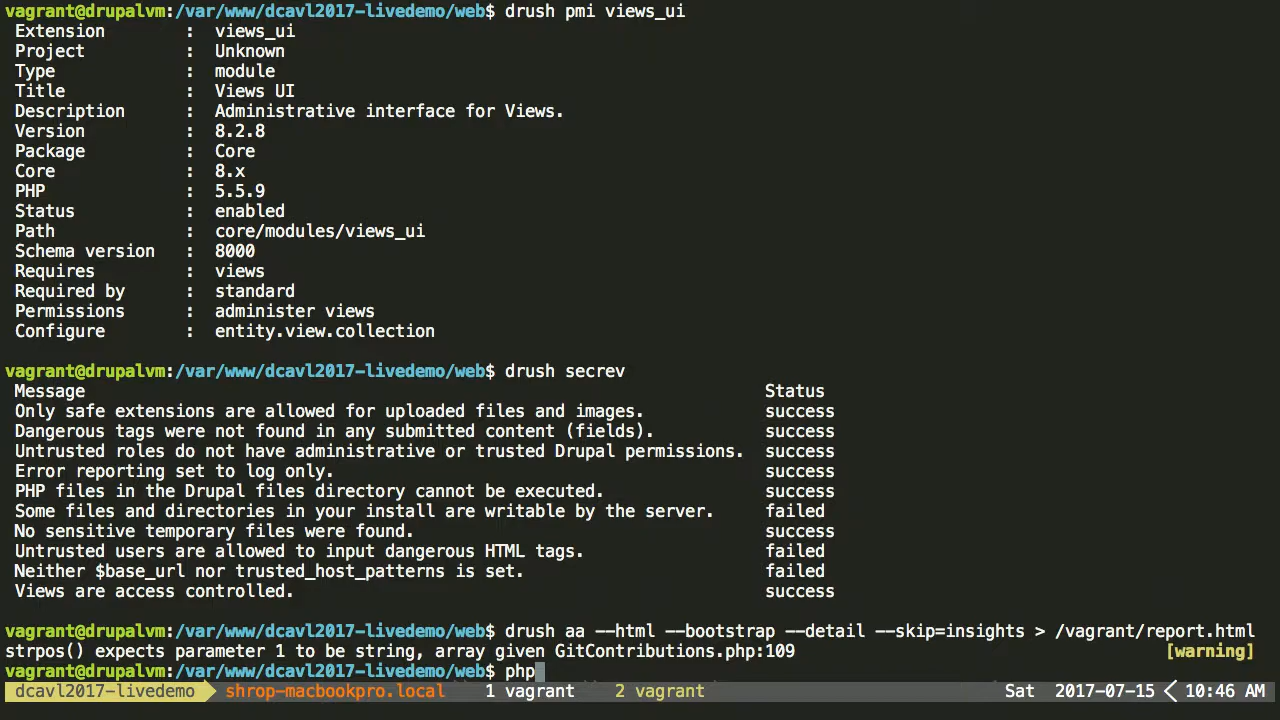 vagrant@drupalvm:/var/www/dcavl2017-livedemo/web$ drush pmi views_ui
Extension : views_ui
Project : Unknown
Type : module
Title : Views UI
Description : Administrative interface for Views.
Version : 8.2.8
Package : Core
Core : 8.x
PHP : 5.5.9
Status : enabled
Path : core/modules/views_ui
Schema version : 8000
Requires : views
Required by : standard
Permissions : administer views
Configure : entity.view.collection
vagrant@drupalvm:/var/www/dcavl2017-livedemo/web$ drush secrev
Message Status
Only safe extensions are allowed for uploaded files and images. success
Dangerous tags were not found in any submitted content (fields). success
Untrusted roles do not have administrative or trusted Drupal permissions. success
Error reporting set to log only. success
PHP files in the Drupal files directory cannot be executed. success
Some files and directories in your install are writable by the server. failed
No sensitive temporary files were found. success
Untrusted users are allowed to input dangerous HTML tags. failed
Neither $base_url nor trusted_host_patterns is set. failed
Views are access controlled. success
vagrant@drupalvm:/var/www/dcavl2017-livedemo/web$ drush aa --html --bootstrap --detail --skip=insights > /vagrant/report.html
strpos() expects parameter 1 to be string, array given GitContributions.php:109 [warning]
vagrant@drupalvm:/var/www/dcavl2017-livedemo/web$ php
dcavl2017-livedemo shrop-macbookpro.local 1 vagrant 2 vagrant Sat 2017-07-15 10:46 AM